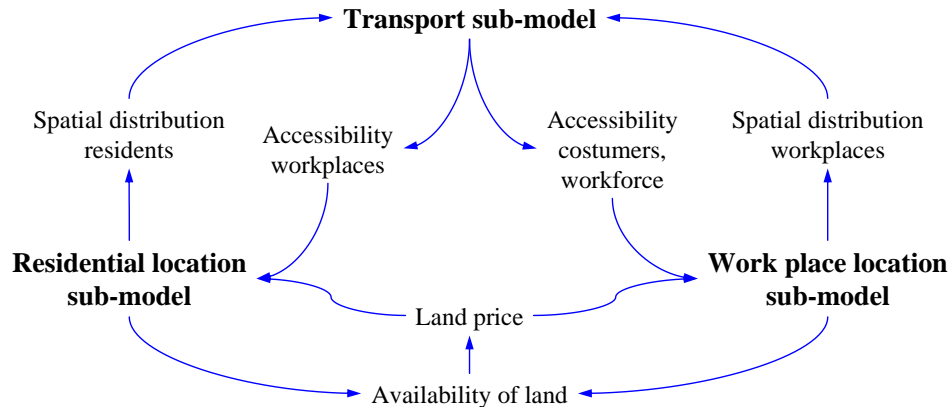 Transport sub-model
Spatial distribution
residents
Accessibility
workplaces
Accessibility
costumers,
workforce
Spatial distribution
workplaces
Residential location
sub-model
Work place location
sub-model
Land price
Availability of land